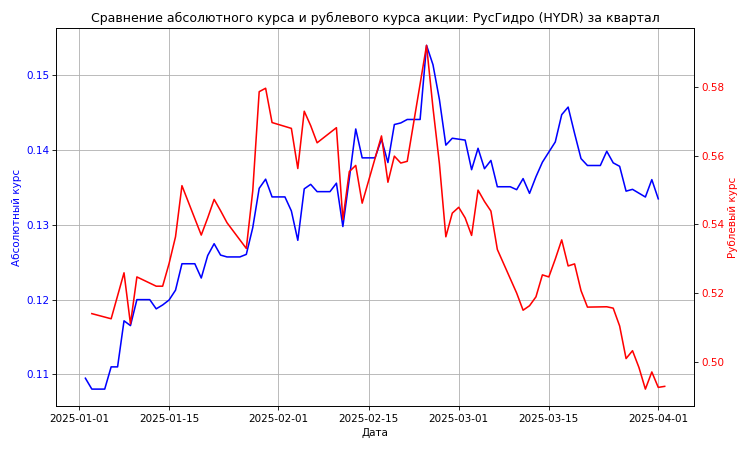 Сравнение абсолютного курса и рублевого курса акции: РусГидро (HYDR) за квартал
Абсолютный курс
0.15
0.14
0.13
0.12
0.11
0.58
0.56
0.54
0.52
0.50
Рублевый курс
2025-01-01 2025-01-15 2025-02-01 2025-02-15 2025-03-01 2025-03-15 2025-04-01
Дата